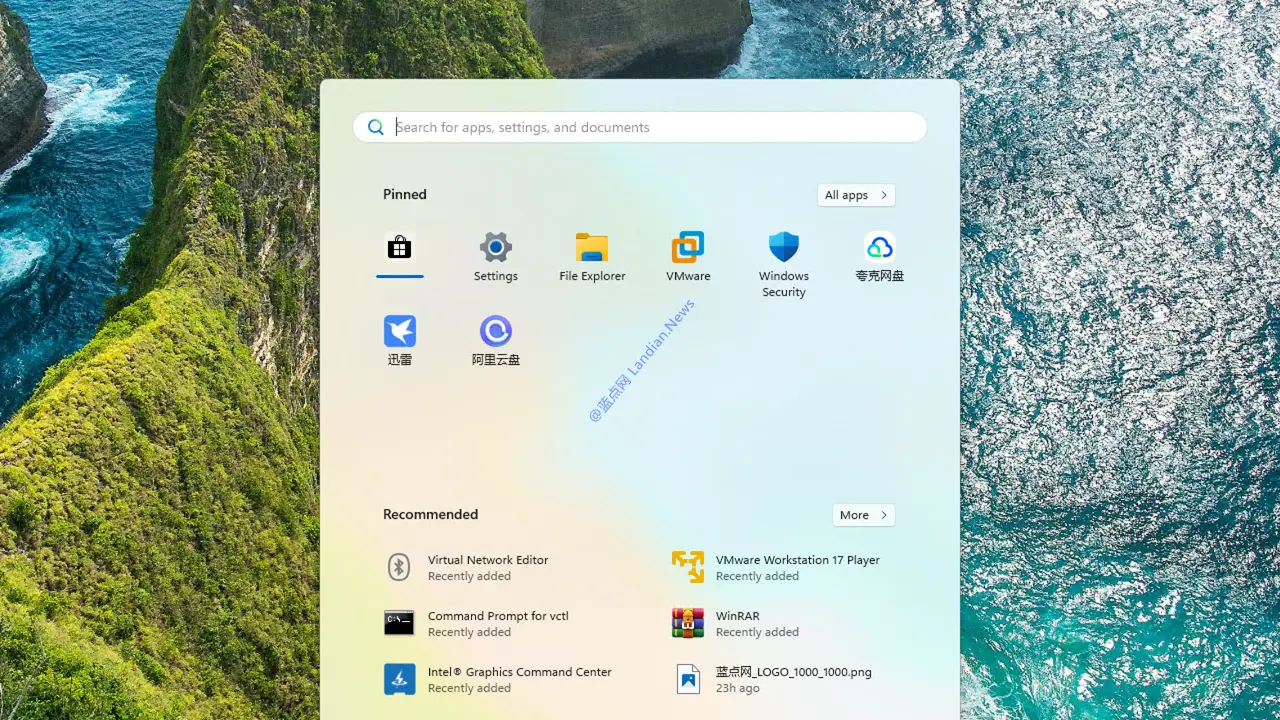 Search for apps, settings, and documents
Pinned
All apps
Settings
File Explorer
VMware
Windows
Security
夸克网盘
迅雷
阿里云盘
@蓝点网 Landian.News
Recommended
More
Virtual Network Editor
Recently added
VMware Workstation 17 Player
Recently added
C:\_
Command Prompt for vctl
Recently added
WinRAR
Recently added
Intel® Graphics Command Center
Recently added
蓝点网_LOGO_1000_1000.png
23h ago